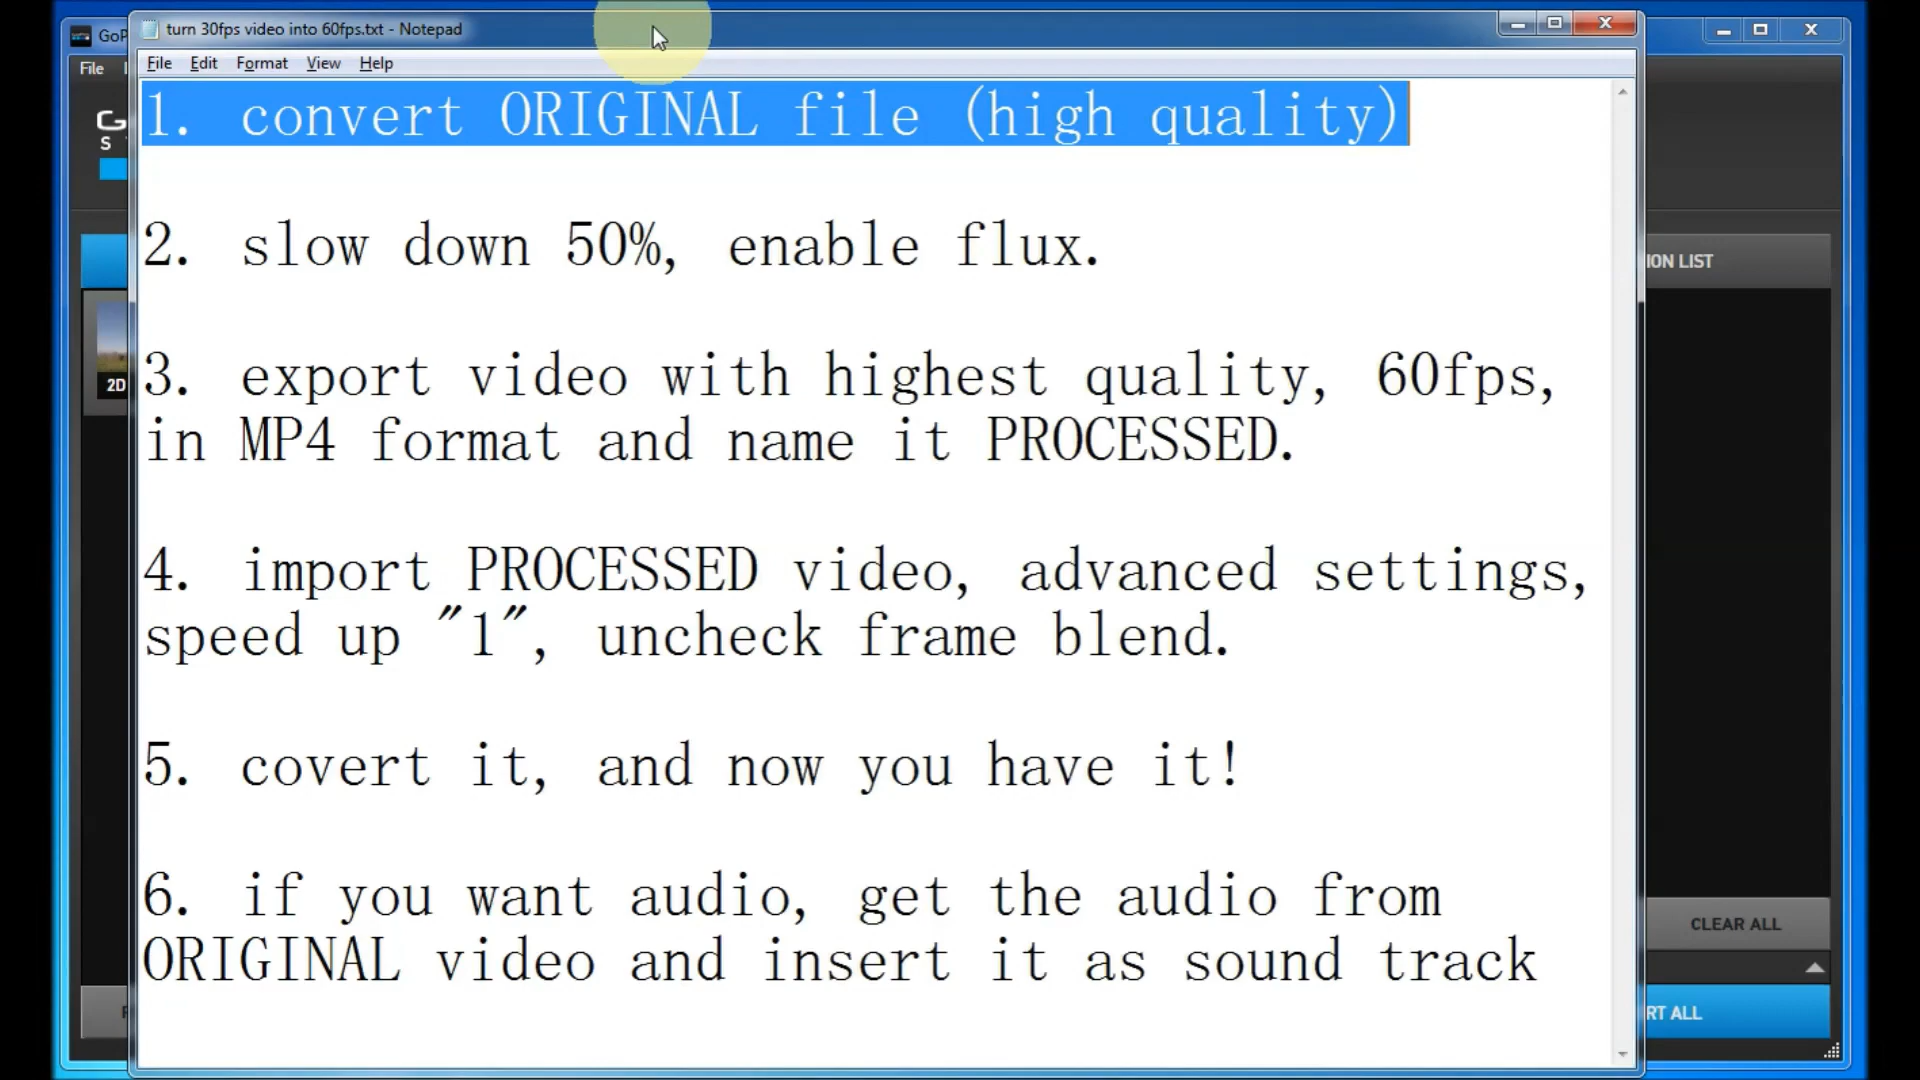 GoP
turn 30fps video into 60fps.txt - Notepad
File
File Edit Format View Help
G
S
1. convert ORIGINAL file (high quality)
2. slow down 50%, enable flux.
ION LIST
3. export video with highest quality, 60fps,
2D
in MP4 format and name it PROCESSED.
4. import PROCESSED video, advanced settings,
speed up "1", uncheck frame blend.
5. covert it, and now you have it!
6. if you want audio, get the audio from
CLEAR ALL
ORIGINAL video and insert it as sound track
RT ALL